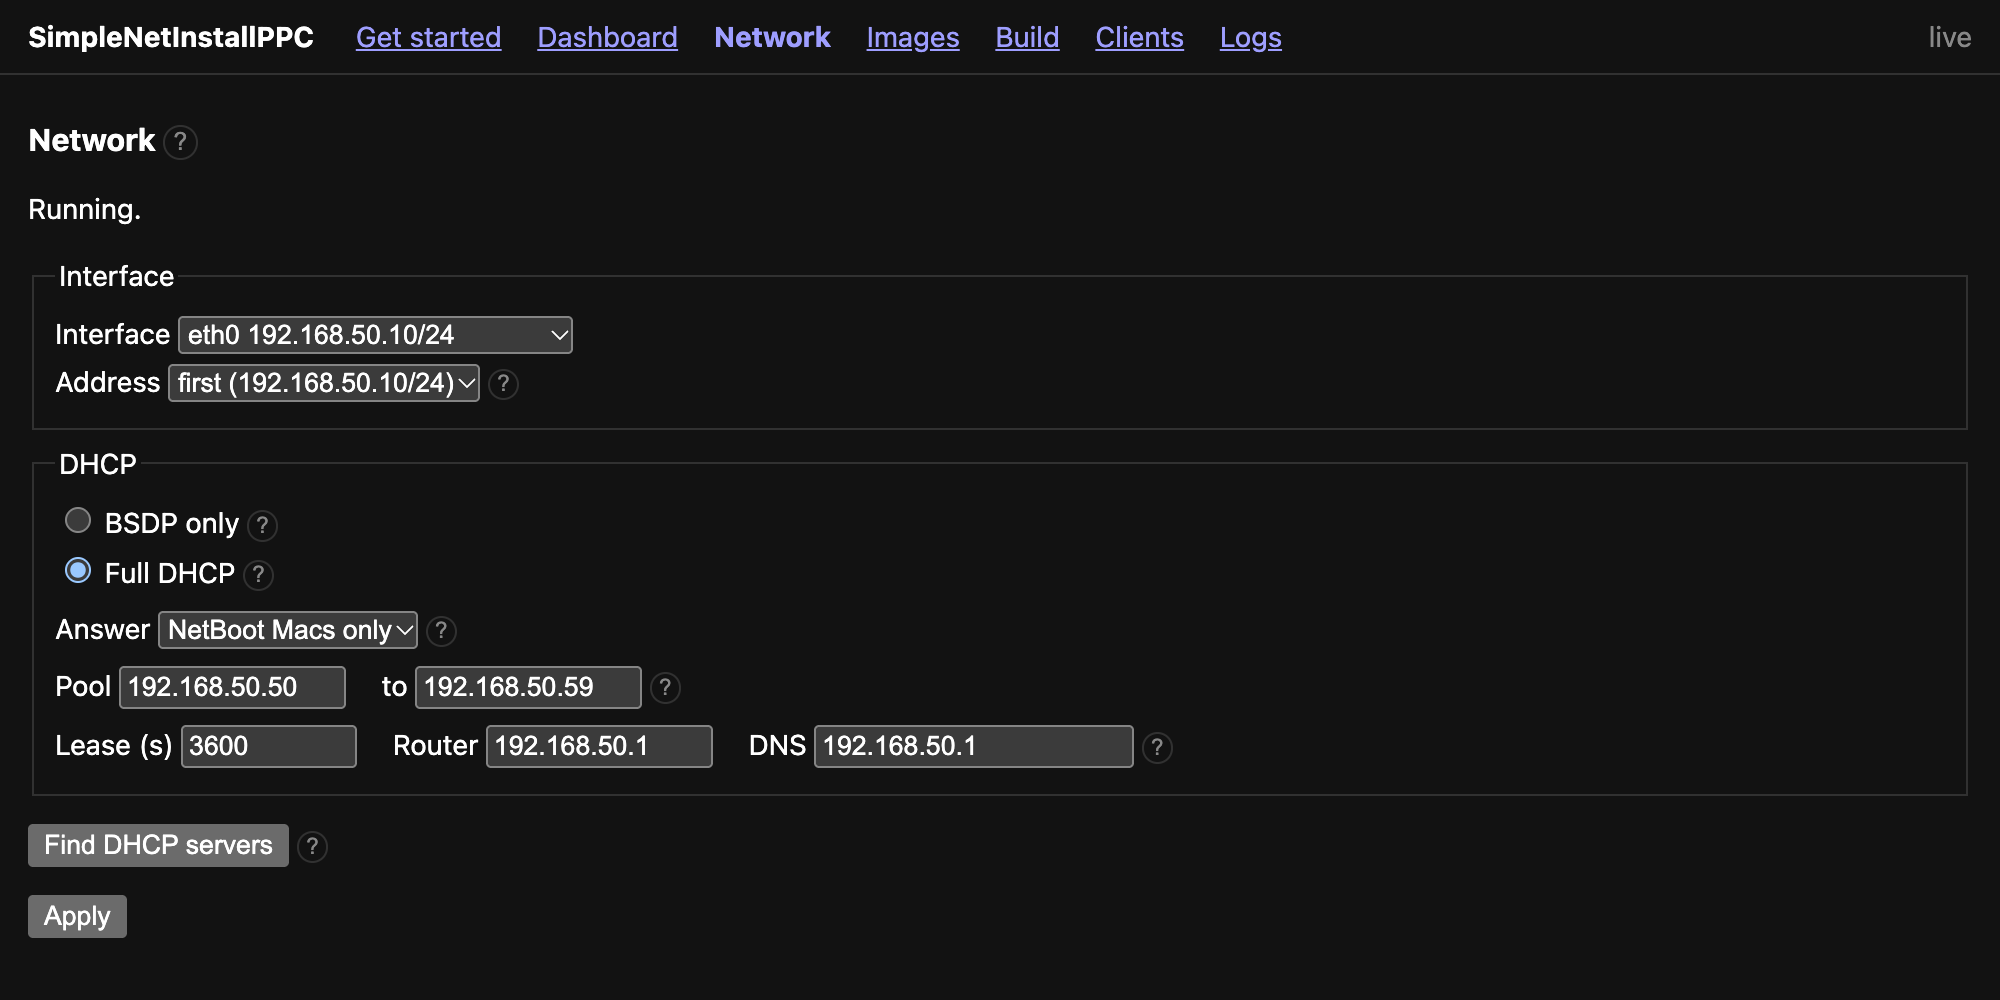 SimpleNetInstallPPC Get started Dashboard Network Images Build Clients Logs live
Network ?
Running.
Interface
Interface eth0 192.168.50.10/24
Address first (192.168.50.10/24) ?
DHCP
BSDP only ?
Full DHCP ?
Answer NetBoot Macs only ?
Pool 192.168.50.50 to 192.168.50.59 ?
Lease (s) 3600 Router 192.168.50.1 DNS 192.168.50.1 ?
Find DHCP servers ?
Apply